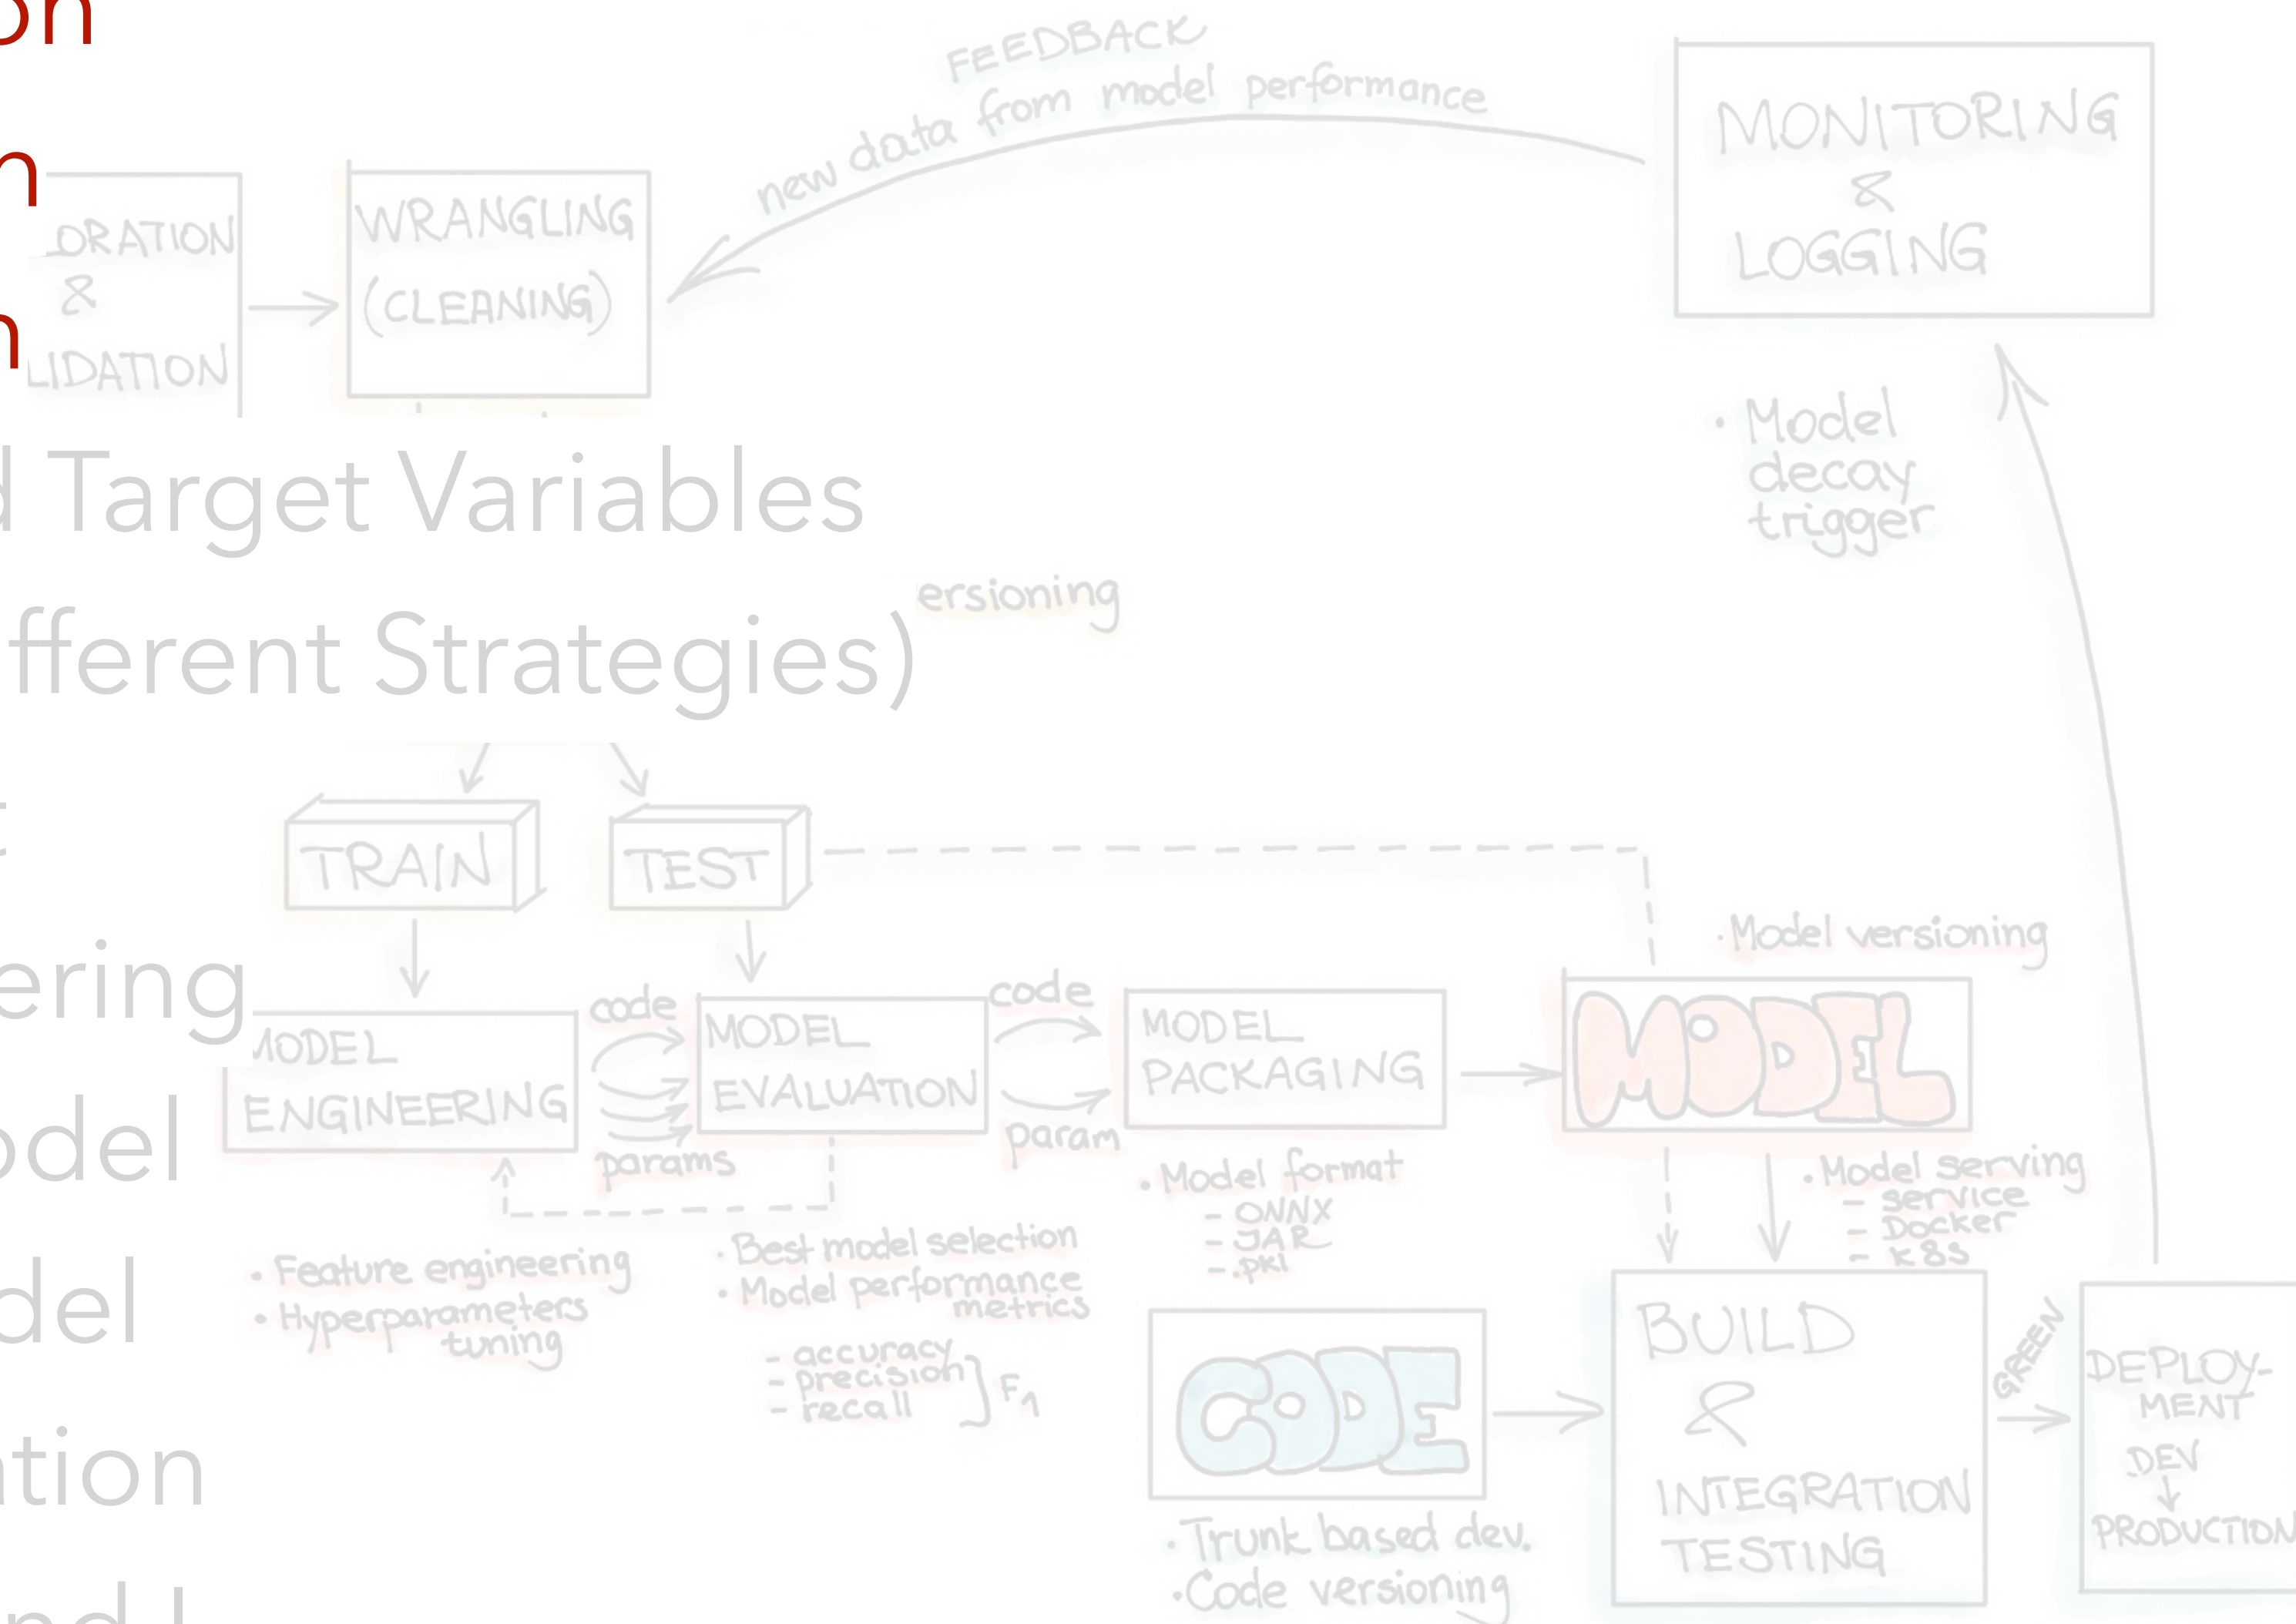 on
n
n
FEEDBACK
new data from model performance
MONITORING
&
LOGGING
• Model
decay
trigger
ORATION
&
LIDATION
WRANGLING
(CLEANING)
d Target Variables
fferent Strategies)
ersioning
t
TRAIN
TEST
ering
MODEL
ENGINEERING
code
params
MODEL
EVALUATION
code
param
MODEL
PACKAGING
• Model versioning
MODEL
odel
• Model format
- ONNX
- JAR
- .pkl
• Model serving
- service
- Docker
- K8S
• Feature engineering
• Hyperparameters
tuning
• Best model selection
• Model performance
metrics
- accuracy
- precision
- recall
} F1
del
CODE
• Trunk based dev.
• Code versioning
BUILD
&
INTEGRATION
TESTING
GREEN
DEPLOY-
MENT
DEV
↓
PRODUCTION
ation